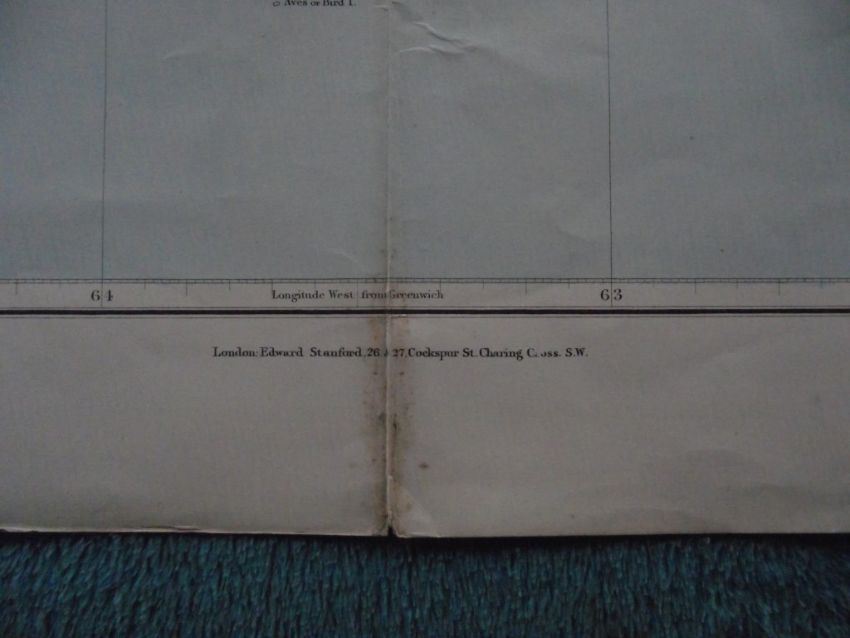 Aves or Bird I.
64 Longitude West from Greenwich 63
London: Edward Stanford, 26 & 27, Cockspur St. Charing Cross. S.W.